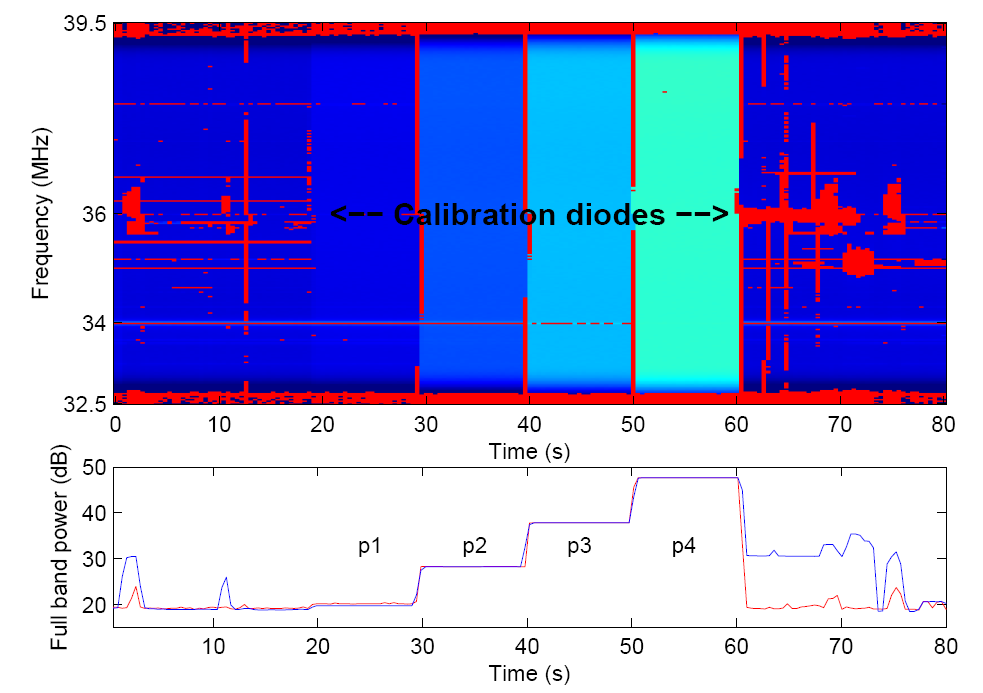 39.5
Frequency (MHz)
36
<-- Calibration diodes -->
34
32.5
0 10 20 30 40 50 60 70 80
Time (s)
Full band power (dB)
50
40
30
20
p1 p2 p3 p4
10 20 30 40 50 60 70 80
Time (s)